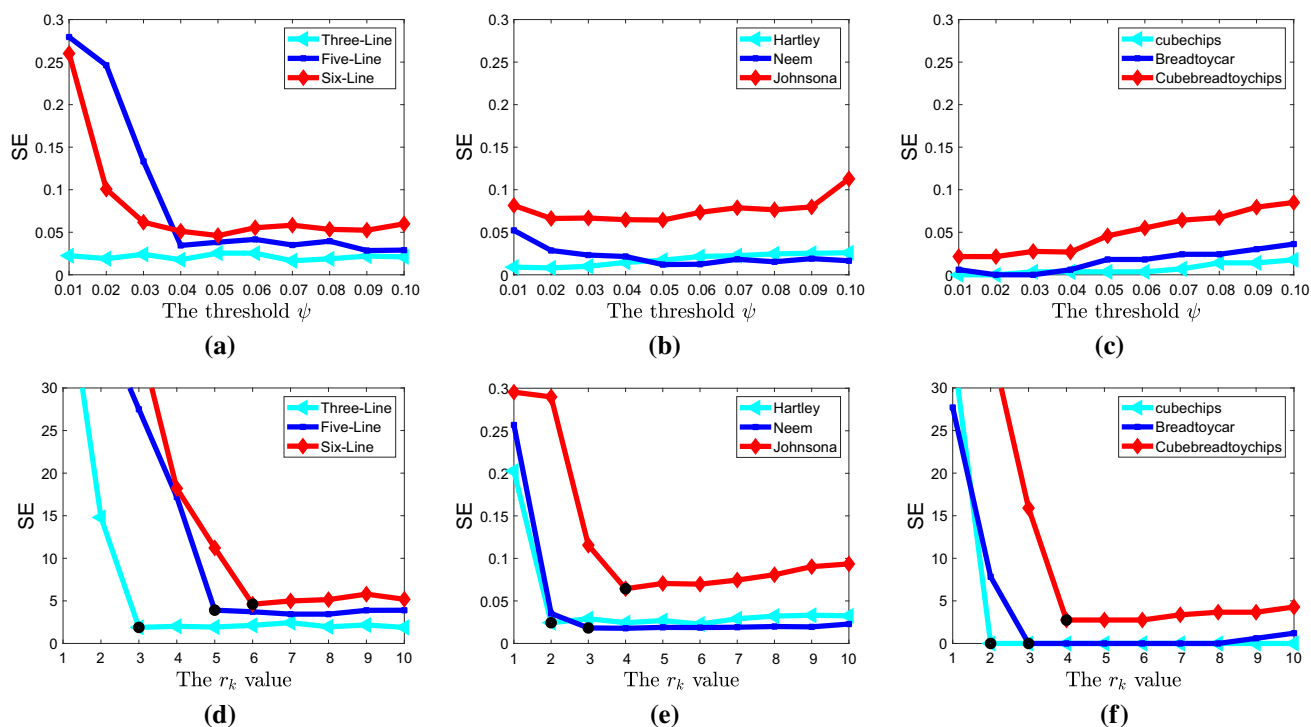 0.3
0.25
0.2
0.15
0.1
0.05
0
SE
Three-Line
Five-Line
Six-Line
0.01 0.02 0.03 0.04 0.05 0.06 0.07 0.08 0.09 0.10
The threshold ψ
(a)
0.3
0.25
0.2
0.15
0.1
0.05
0
SE
Hartley
Neem
Johnsona
0.01 0.02 0.03 0.04 0.05 0.06 0.07 0.08 0.09 0.10
The threshold ψ
(b)
0.3
0.25
0.2
0.15
0.1
0.05
0
SE
cubechips
Breadtoycar
Cubebreadtoychips
0.01 0.02 0.03 0.04 0.05 0.06 0.07 0.08 0.09 0.10
The threshold ψ
(c)
30
25
20
15
10
5
0
SE
Three-Line
Five-Line
Six-Line
1 2 3 4 5 6 7 8 9 10
The r_k value
(d)
0.3
0.25
0.2
0.15
0.1
0.05
0
SE
Hartley
Neem
Johnsona
1 2 3 4 5 6 7 8 9 10
The r_k value
(e)
30
25
20
15
10
5
0
SE
cubechips
Breadtoycar
Cubebreadtoychips
1 2 3 4 5 6 7 8 9 10
The r_k value
(f)